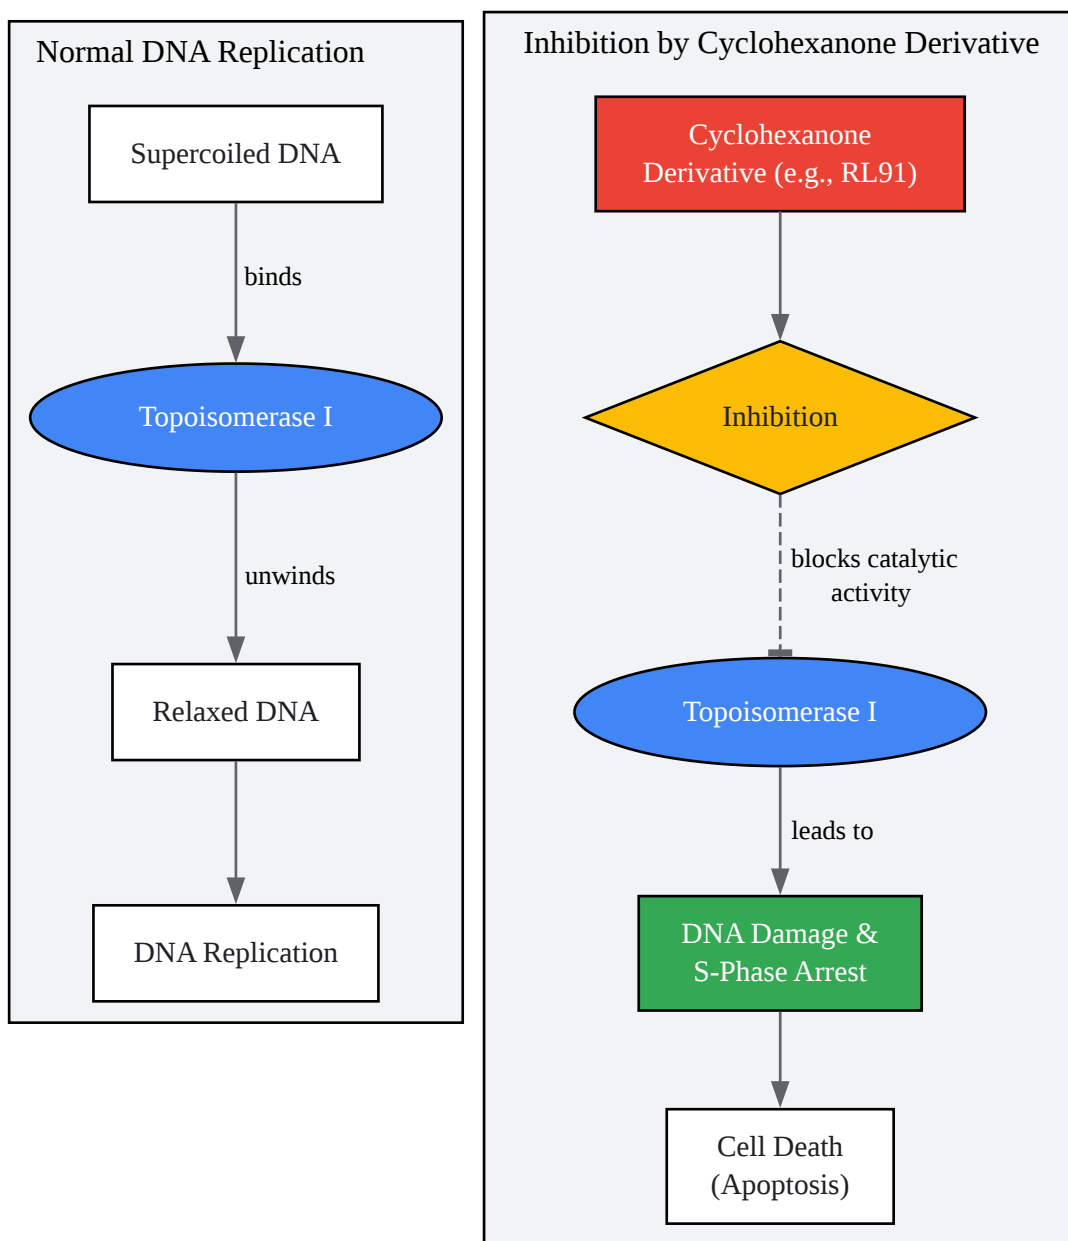 Normal DNA Replication
Supercoiled DNA
binds
Topoisomerase I
unwinds
Relaxed DNA
DNA Replication
Inhibition by Cyclohexanone Derivative
Cyclohexanone
Derivative (e.g., RL91)
Inhibition
blocks catalytic
activity
Topoisomerase I
leads to
DNA Damage &
S-Phase Arrest
Cell Death
(Apoptosis)